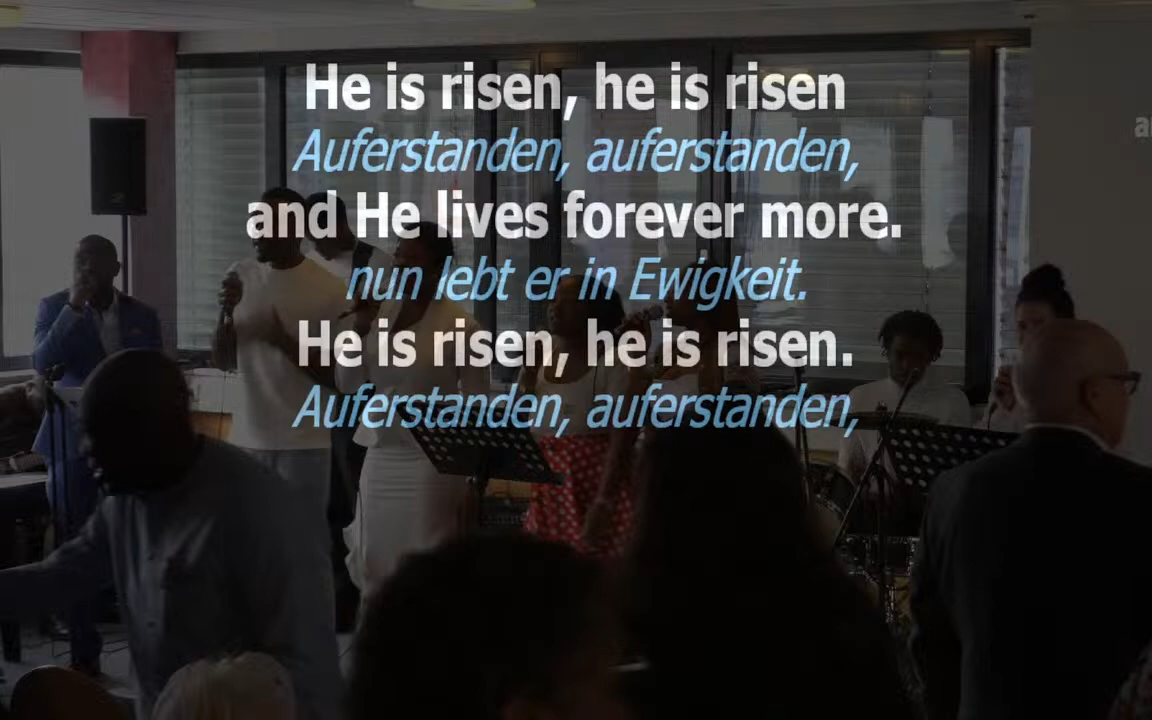 He is risen, he is risen
Auferstanden, auferstanden,
and He lives forever more.
nun lebt er in Ewigkeit.
He is risen, he is risen.
Auferstanden, auferstanden,